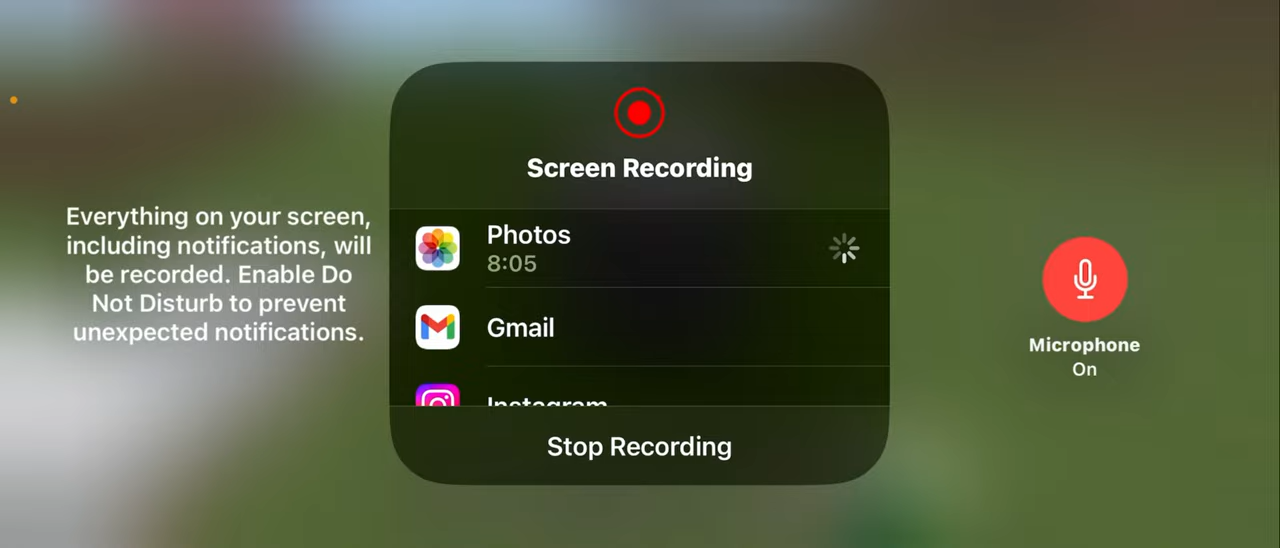 Screen Recording
Everything on your screen,
including notifications, will
be recorded. Enable Do
Not Disturb to prevent
unexpected notifications.
Photos
8:05
Gmail
Instagram
Stop Recording
Microphone
On